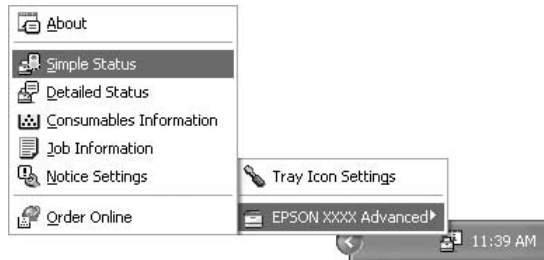 About
Simple Status
Detailed Status
Consumables Information
Job Information
Notice Settings
Order Online
Tray Icon Settings
EPSON XXXX Advanced
11:39 AM